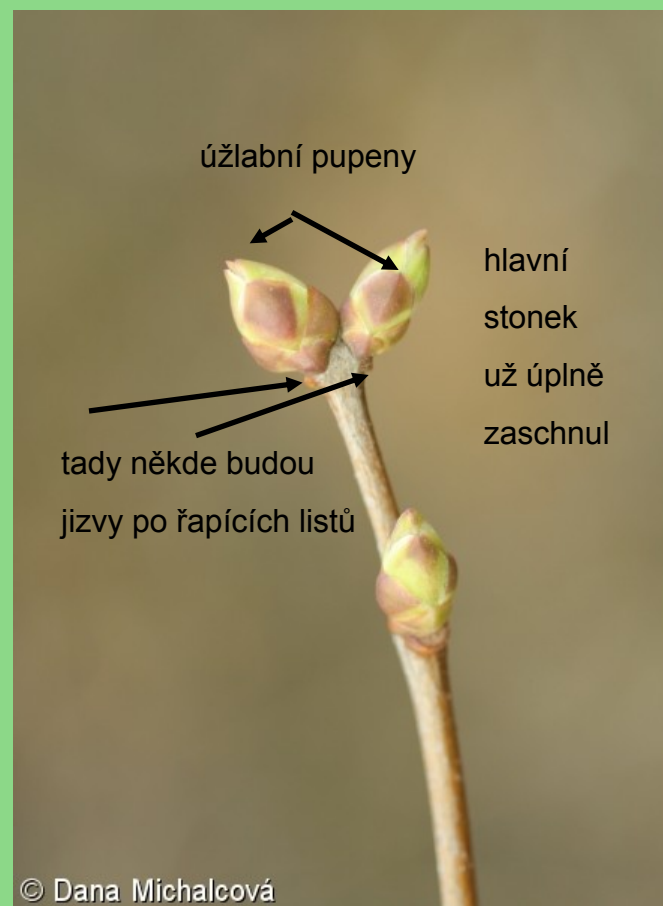 úžlabní pupeny
hlavní
stonek
už úplně
zaschnul
tady někde budou
jizvy po řapících listů
© Dana Michalcová